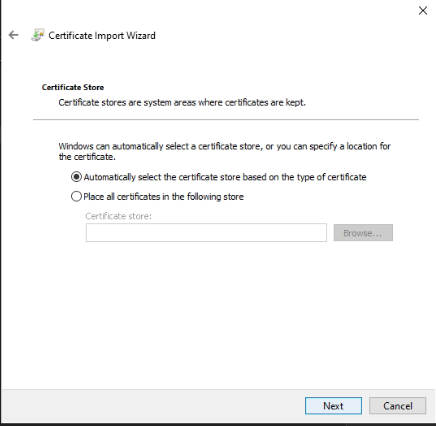 Certificate Import Wizard
Certificate Store
Certificate stores are system areas where certificates are kept.
Windows can automatically select a certificate store, or you can specify a location for
the certificate.
Automatically select the certificate store based on the type of certificate
Place all certificates in the following store
Certificate store:
Browse...
Next
Cancel